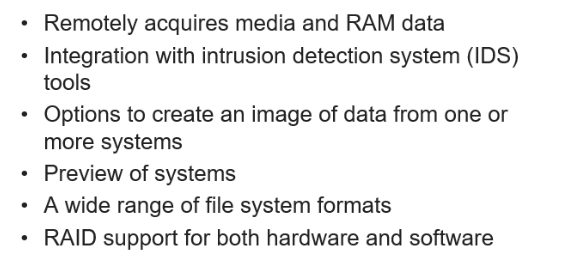 • Remotely acquires media and RAM data
• Integration with intrusion detection system (IDS)
tools
• Options to create an image of data from one or
more systems
• Preview of systems
• A wide range of file system formats
• RAID support for both hardware and software